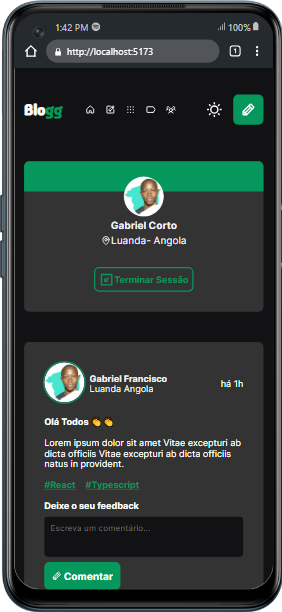 1:42 PM
100%
http://localhost:5173
1
Blogg
Gabriel Corto
Luanda- Angola
Terminar Sessão
Gabriel Francisco
Luanda Angola
há 1h
Olá Todos 👏 👏
Lorem ipsum dolor sit amet Vitae excepturi ab
dicta officiis Vitae excepturi ab dicta officiis
natus in provident.
#React #Typescript
Deixe o seu feedback
Escreva um comentário...
Comentar